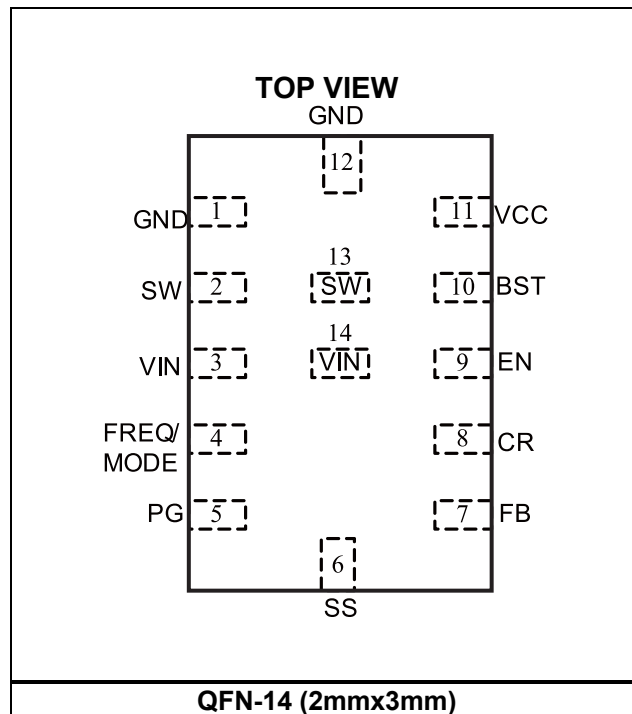 TOP VIEW
GND
12
GND 1
11 VCC
13
SW 2
SW
10 BST
14
VIN 3
VIN
9 EN
FREQ/
MODE
4
8 CR
PG 5
7 FB
6
SS
QFN-14 (2mmx3mm)